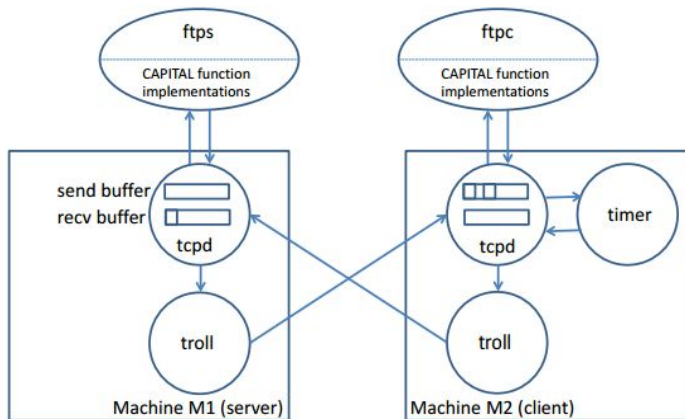 ftps
CAPITAL function
implementations
ftpc
CAPITAL function
implementations
send buffer
recv buffer
tcpd
troll
Machine M1 (server)
tcpd
timer
troll
Machine M2 (client)